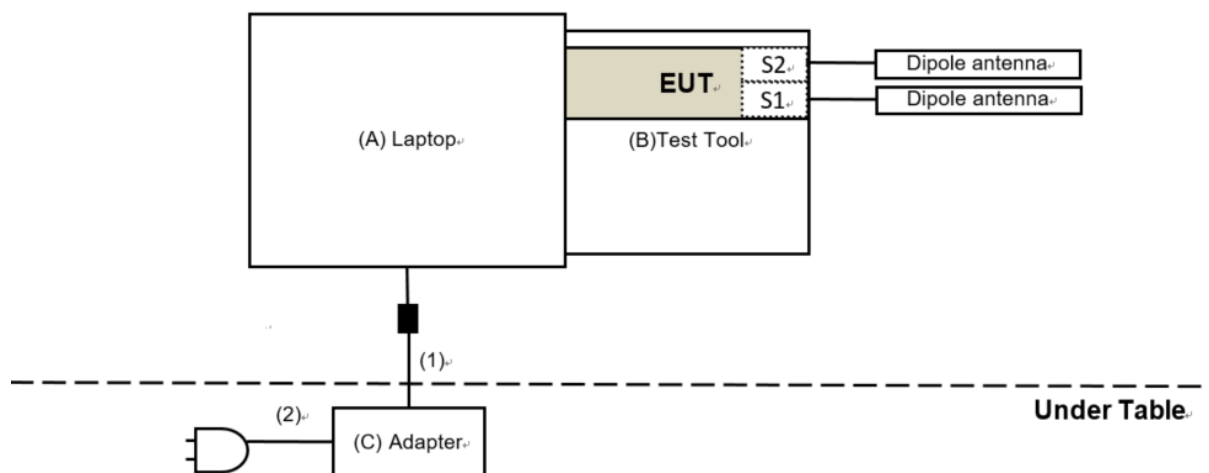 S2
Dipole antenna
EUT
S1
Dipole antenna
(A) Laptop
(B)Test Tool
(1)
Under Table
(2)
(C) Adapter